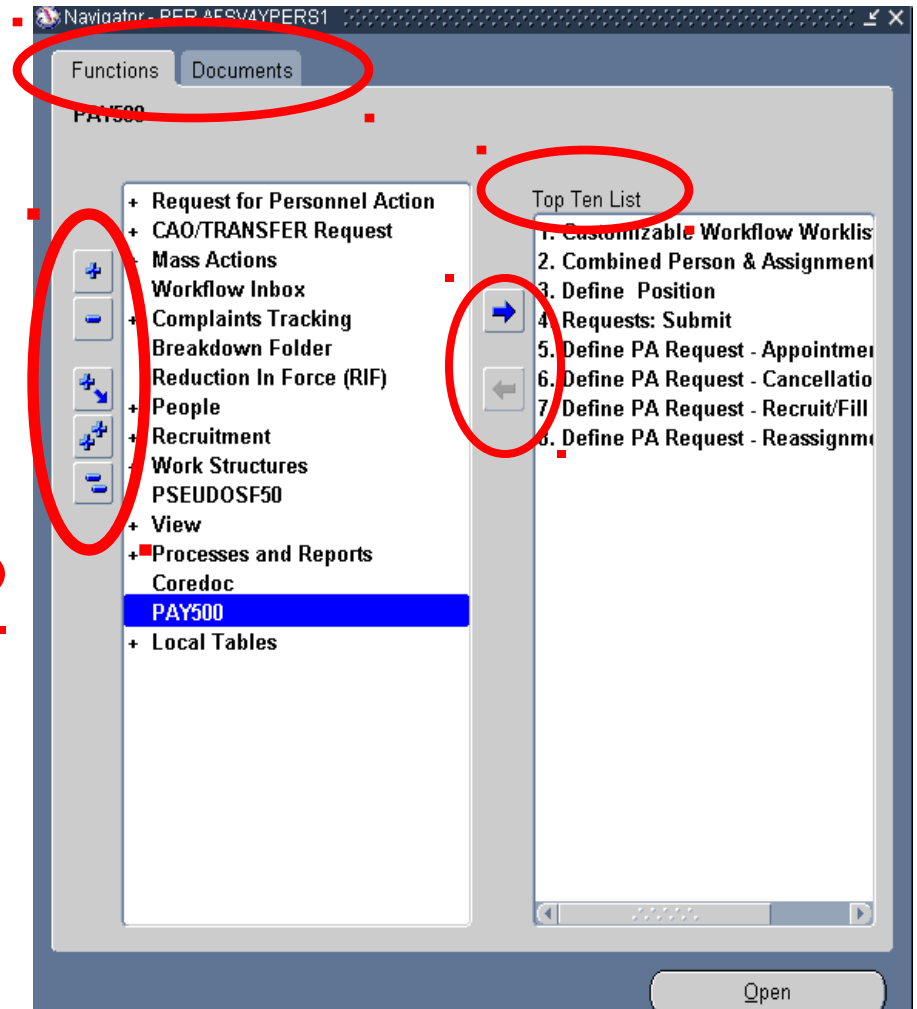 Navigator - PER AFSV4YPERS1
Functions Documents
PAY500
+ Request for Personnel Action
+ CAO/TRANSFER Request
+ Mass Actions
Workflow Inbox
+ Complaints Tracking
Breakdown Folder
Reduction In Force (RIF)
+ People
+ Recruitment
+ Work Structures
PSEUDOSF50
+ View
+ Processes and Reports
Coredoc
PAY500
+ Local Tables
Top Ten List
1. Customizable Workflow Worklis
2. Combined Person & Assignment
3. Define Position
4. Requests: Submit
5. Define PA Request - Appointmen
6. Define PA Request - Cancellatio
7. Define PA Request - Recruit/Fill
8. Define PA Request - Reassignme
Open